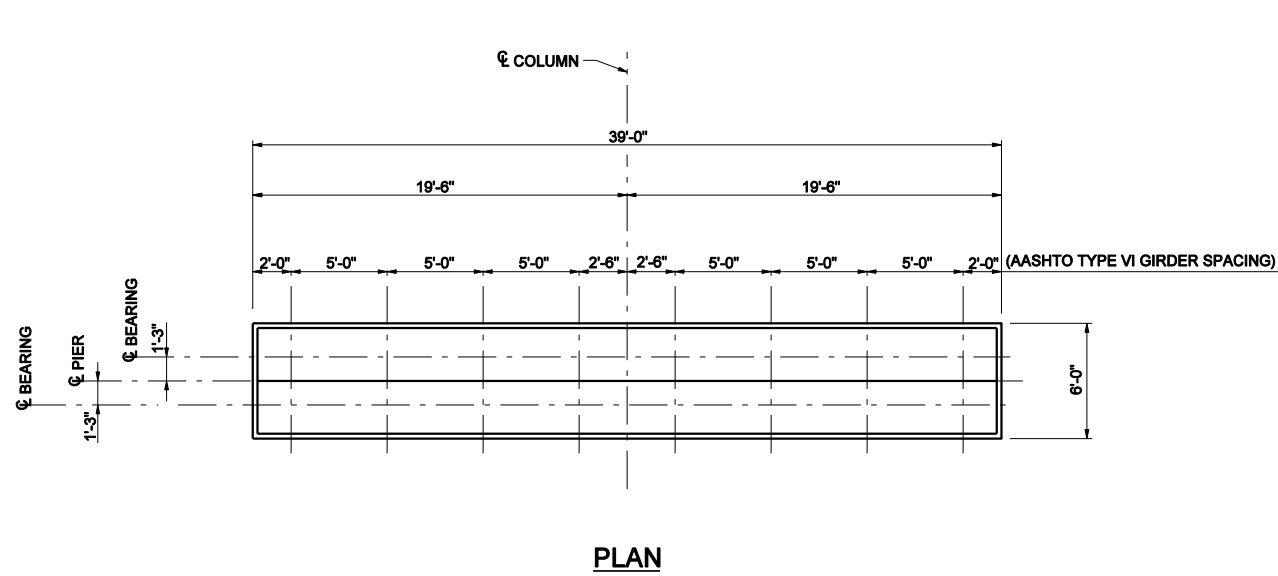 ℄ COLUMN
39'-0"
19'-6" 19'-6"
2'-0" 5'-0" 5'-0" 5'-0" 2'-6" 2'-6" 5'-0" 5'-0" 5'-0" 2'-0" (AASHTO TYPE VI GIRDER SPACING)
℄ BEARING
℄ PIER
℄ BEARING
1'-3"
1'-3"
6'-0"
PLAN